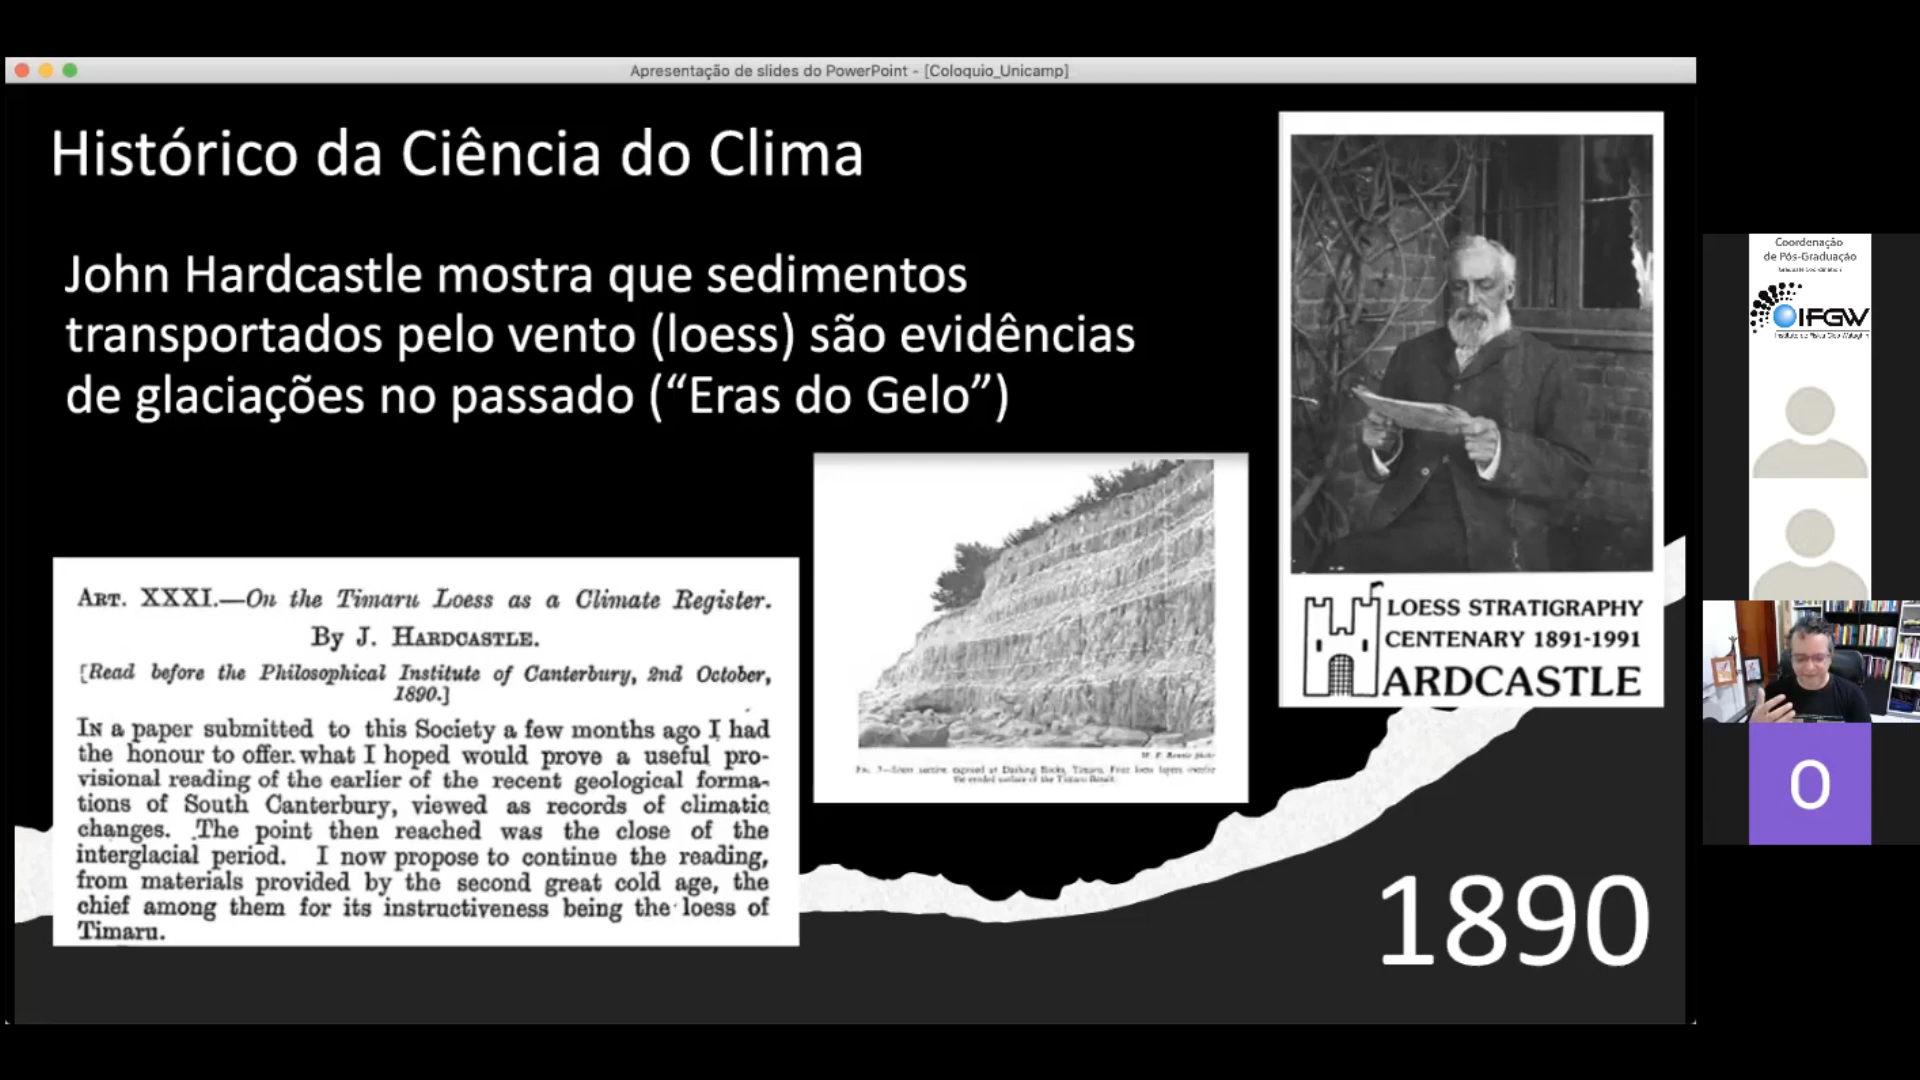 Apresentação de slides do PowerPoint - [Coloquio_Unicamp]
Histórico da Ciência do Clima
John Hardcastle mostra que sedimentos
transportados pelo vento (loess) são evidências
de glaciações no passado (“Eras do Gelo”)
ART. XXXI.—On the Timaru Loess as a Climate Register.
By J. HARDCASTLE.
[Read before the Philosophical Institute of Canterbury, 2nd October,
1890.]
IN a paper submitted to this Society a few months ago I had
the honour to offer what I hoped would prove a useful pro-
visional reading of the earlier of the recent geological forma-
tions of South Canterbury, viewed as records of climatic
changes. The point then reached was the close of the
interglacial period. I now propose to continue the reading,
from materials provided by the second great cold age, the
chief among them for its instructiveness being the loess of
Timaru.
LOESS STRATIGRAPHY
CENTENARY 1891-1991
HARDCASTLE
1890
Coordenação
de Pós-Graduação
IFGW
O